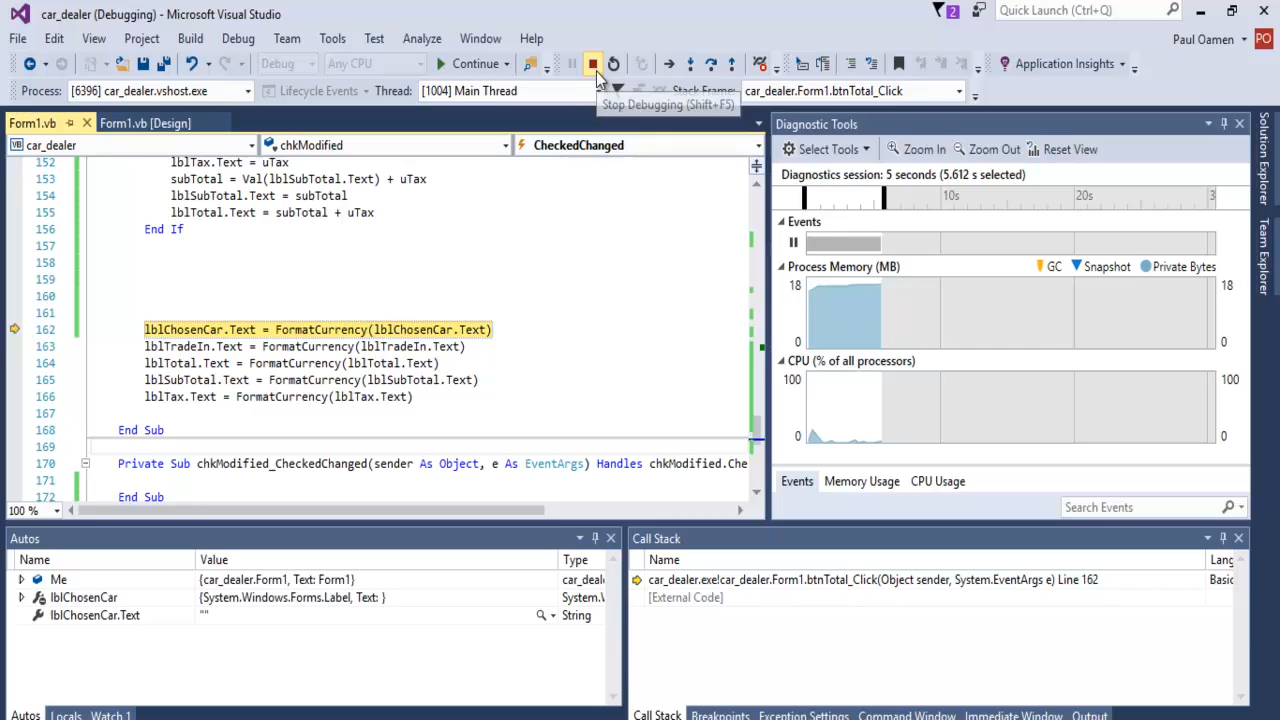 car_dealer (Debugging) - Microsoft Visual Studio
2
Quick Launch (Ctrl+Q)
File Edit View Project Build Debug Team Tools Test Analyze Window Help
Paul Oamen PO
Debug Any CPU Continue Application Insights
Process: [6396] car_dealer.vshost.exe Lifecycle Events Thread: [1004] Main Thread Stack Frame: car_dealer.Form1.btnTotal_Click
Stop Debugging (Shift+F5)
Form1.vb Form1.vb [Design]
car_dealer chkModified CheckedChanged
152 lblTax.Text = uTax
153 subTotal = Val(lblSubTotal.Text) + uTax
154 lblSubTotal.Text = subTotal
155 lblTotal.Text = subTotal + uTax
156 End If
157
158
159
160
161
162 lblChosenCar.Text = FormatCurrency(lblChosenCar.Text)
163 lblTradeIn.Text = FormatCurrency(lblTradeIn.Text)
164 lblTotal.Text = FormatCurrency(lblTotal.Text)
165 lblSubTotal.Text = FormatCurrency(lblSubTotal.Text)
166 lblTax.Text = FormatCurrency(lblTax.Text)
167
168 End Sub
169
170 Private Sub chkModified_CheckedChanged(sender As Object, e As EventArgs) Handles chkModified.Che
171
172 End Sub
100 %
Diagnostic Tools
Select Tools Zoom In Zoom Out Reset View
Diagnostics session: 5 seconds (5.612 s selected)
10s 20s 3
Events
Process Memory (MB) GC Snapshot Private Bytes
18 18
0 0
CPU (% of all processors)
100 100
0 0
Events Memory Usage CPU Usage
Search Events
Solution Explorer
Team Explorer
Autos
Name Value Type
Me {car_dealer.Form1, Text: Form1} car_deale
lblChosenCar {System.Windows.Forms.Label, Text: } System.W
lblChosenCar.Text "" String
Autos Locals Watch 1
Call Stack
Name Lang
car_dealer.exe!car_dealer.Form1.btnTotal_Click(Object sender, System.EventArgs e) Line 162 Basic
[External Code]
Call Stack Breakpoints Exception Settings Command Window Immediate Window Output